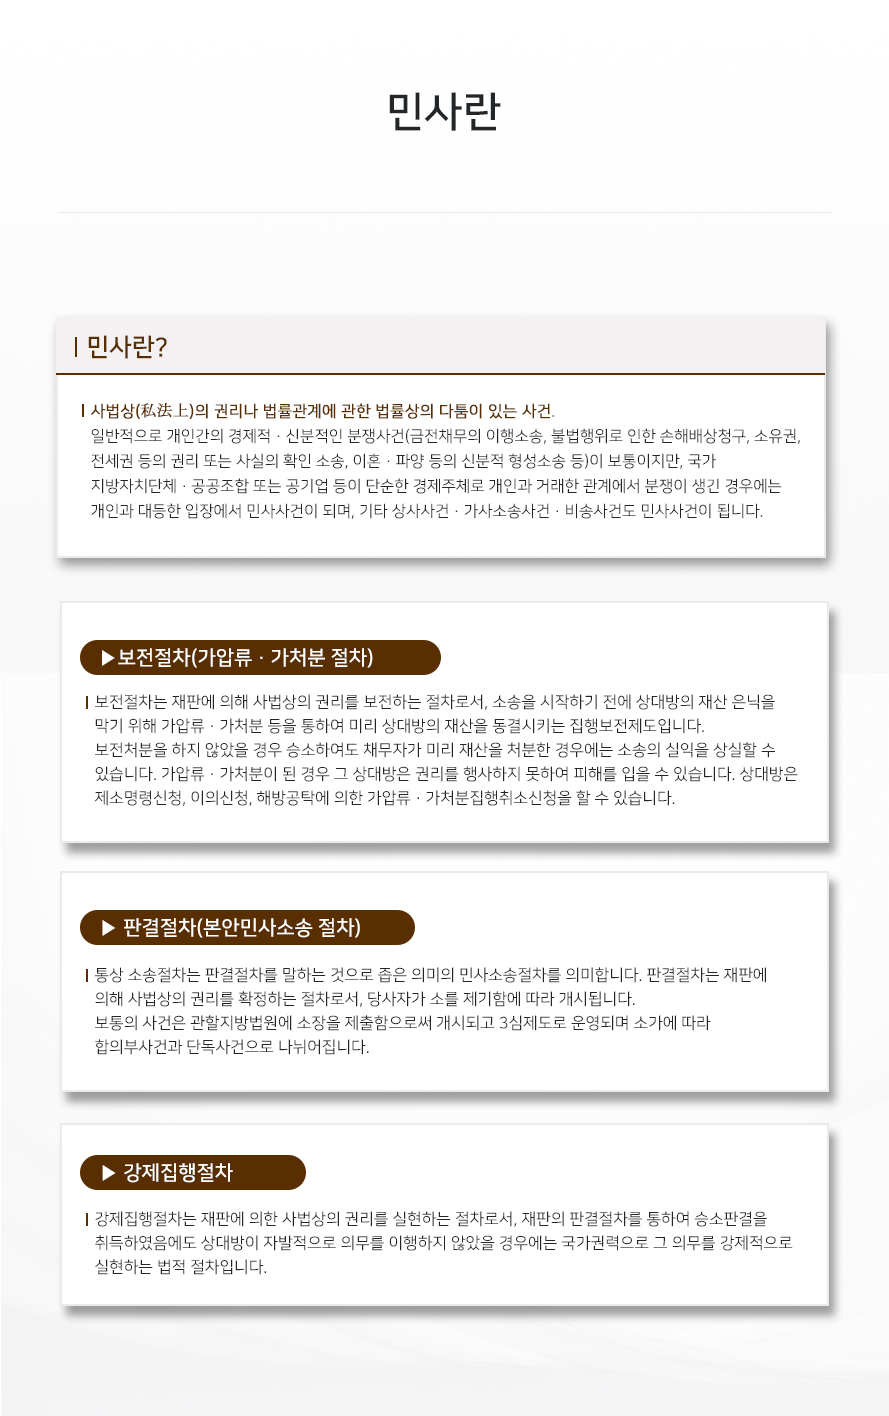 민사란
민사란?
사법상(私法上)의 권리나 법률관계에 관한 법률상의 다툼이 있는 사건.
일반적으로 개인간의 경제적 · 신분적인 분쟁사건(금전채무의 이행소송, 불법행위로 인한 손해배상청구, 소유권,
전세권 등의 권리 또는 사실의 확인 소송, 이혼 · 파양 등의 신분적 형성소송 등)이 보통이지만, 국가
지방자치단체 · 공공조합 또는 공기업 등이 단순한 경제주체로 개인과 거래한 관계에서 분쟁이 생긴 경우에는
개인과 대등한 입장에서 민사사건이 되며, 기타 상사사건 · 가사소송사건 · 비송사건도 민사사건이 됩니다.
▶보전절차(가압류 · 가처분 절차)
보전절차는 재판에 의해 사법상의 권리를 보전하는 절차로서, 소송을 시작하기 전에 상대방의 재산 은닉을
막기 위해 가압류 · 가처분 등을 통하여 미리 상대방의 재산을 동결시키는 집행보전제도입니다.
보전처분을 하지 않았을 경우 승소하여도 채무자가 미리 재산을 처분한 경우에는 소송의 실익을 상실할 수
있습니다. 가압류 · 가처분이 된 경우 그 상대방은 권리를 행사하지 못하여 피해를 입을 수 있습니다. 상대방은
제소명령신청, 이의신청, 해방공탁에 의한 가압류 · 가처분집행취소신청을 할 수 있습니다.
▶ 판결절차(본안민사소송 절차)
통상 소송절차는 판결절차를 말하는 것으로 좁은 의미의 민사소송절차를 의미합니다. 판결절차는 재판에
의해 사법상의 권리를 확정하는 절차로서, 당사자가 소를 제기함에 따라 개시됩니다.
보통의 사건은 관할지방법원에 소장을 제출함으로써 개시되고 3심제도로 운영되며 소가에 따라
합의부사건과 단독사건으로 나뉘어집니다.
▶ 강제집행절차
강제집행절차는 재판에 의한 사법상의 권리를 실현하는 절차로서, 재판의 판결절차를 통하여 승소판결을
취득하였음에도 상대방이 자발적으로 의무를 이행하지 않았을 경우에는 국가권력으로 그 의무를 강제적으로
실현하는 법적 절차입니다.